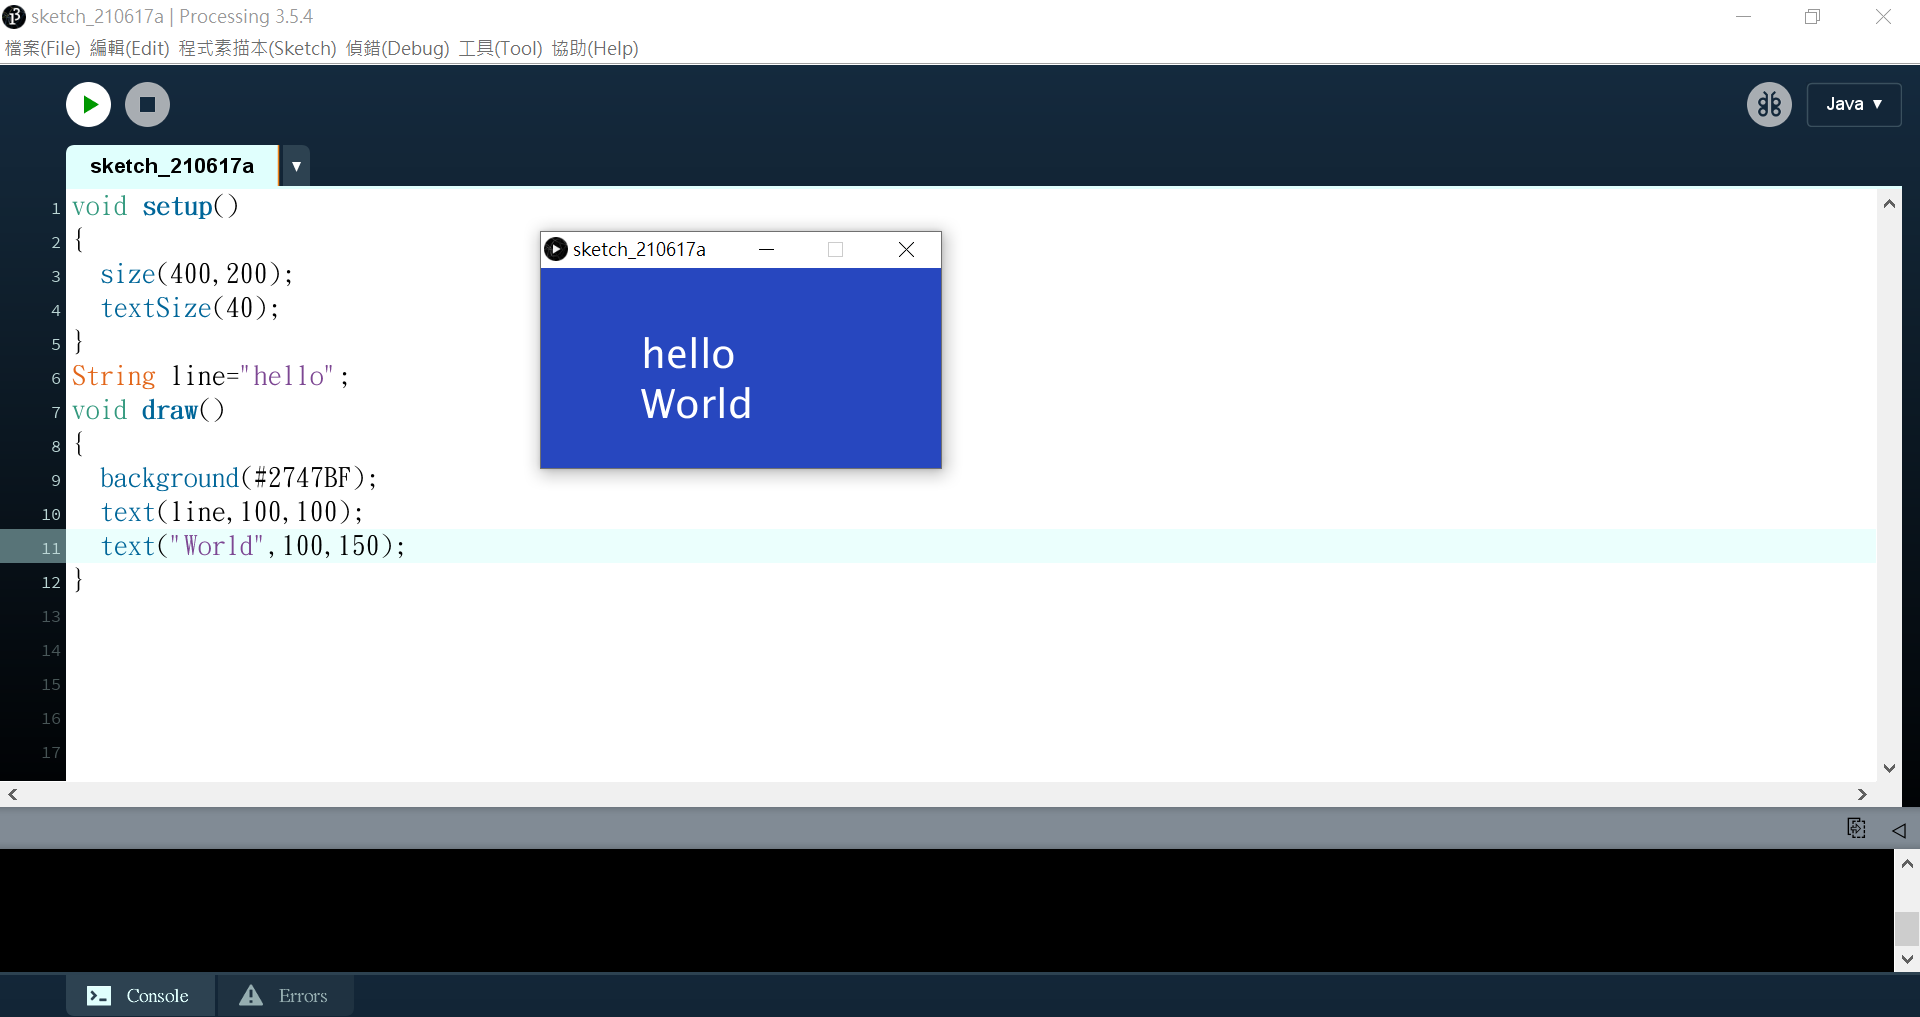 sketch_210617a | Processing 3.5.4
檔案(File) 編輯(Edit) 程式素描本(Sketch) 偵錯(Debug) 工具(Tool) 協助(Help)
Java ▼
sketch_210617a ▼
1 void setup()
2 {
3   size(400,200);
4   textSize(40);
5 }
6 String line="hello";
7 void draw()
8 {
9   background(#2747BF);
10   text(line,100,100);
11   text("World",100,150);
12 }
13
14
15
16
17
sketch_210617a
hello
World
Console
Errors